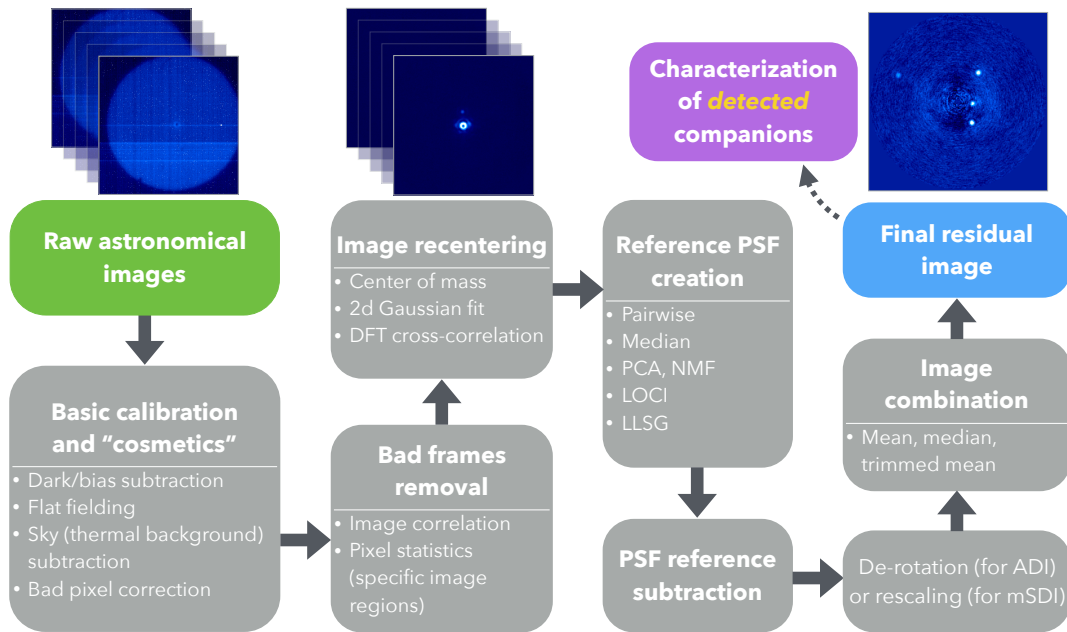 Raw astronomical
images
Basic calibration
and “cosmetics”
• Dark/bias subtraction
• Flat fielding
• Sky (thermal background)
subtraction
• Bad pixel correction
Bad frames
removal
• Image correlation
• Pixel statistics
(specific image
regions)
Image recentering
• Center of mass
• 2d Gaussian fit
• DFT cross-correlation
Reference PSF
creation
• Pairwise
• Median
• PCA, NMF
• LOCI
• LLSG
PSF reference
subtraction
De-rotation (for ADI)
or rescaling (for mSDI)
Image
combination
• Mean, median,
trimmed mean
Final residual
image
Characterization
of detected
companions